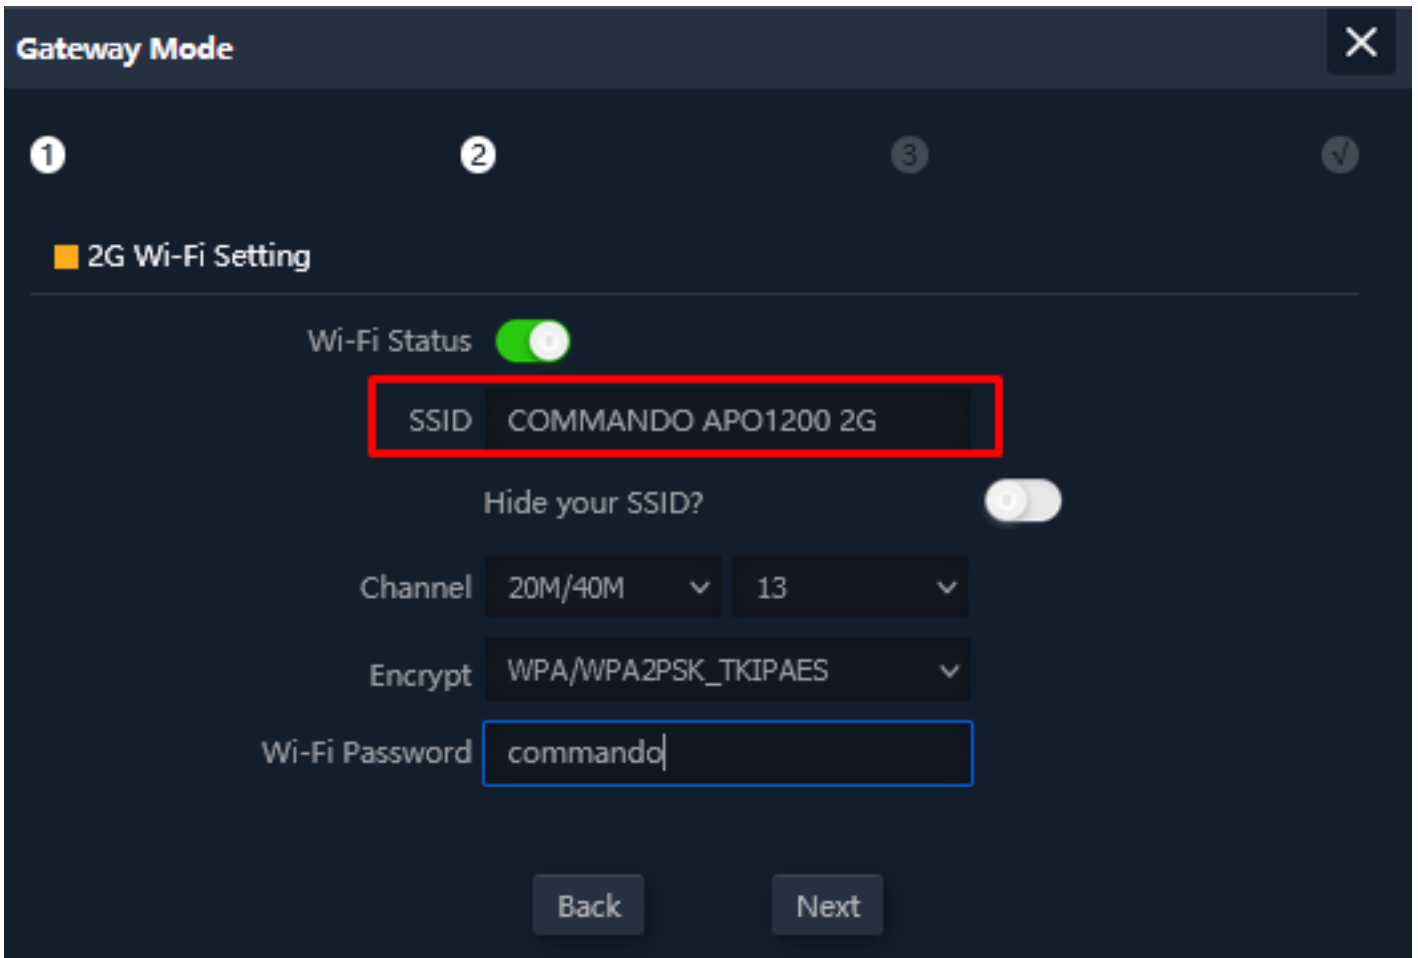 Gateway Mode
1 2 3 √
2G Wi-Fi Setting
Wi-Fi Status
SSID COMMANDO APO1200 2G
Hide your SSID?
Channel 20M/40M 13
Encrypt WPA/WPA2PSK_TKIPAES
Wi-Fi Password commando
Back Next